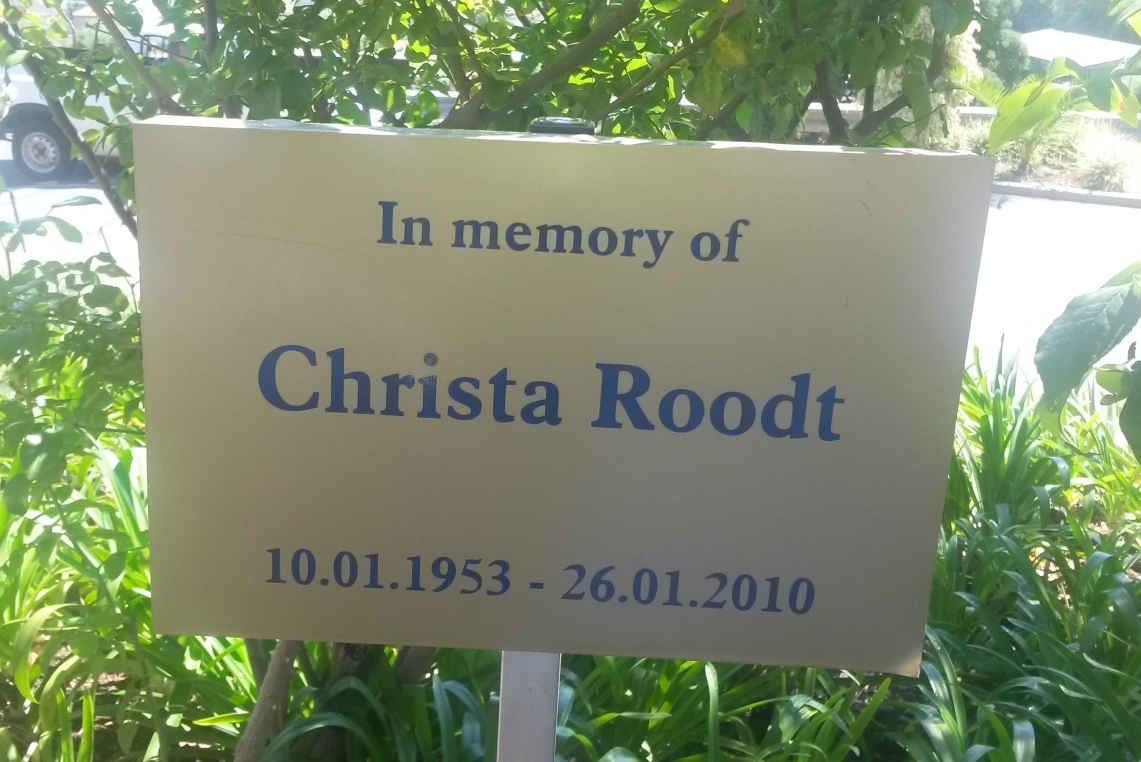 In memory of
Christa Roodt
10.01.1953 - 26.01.2010